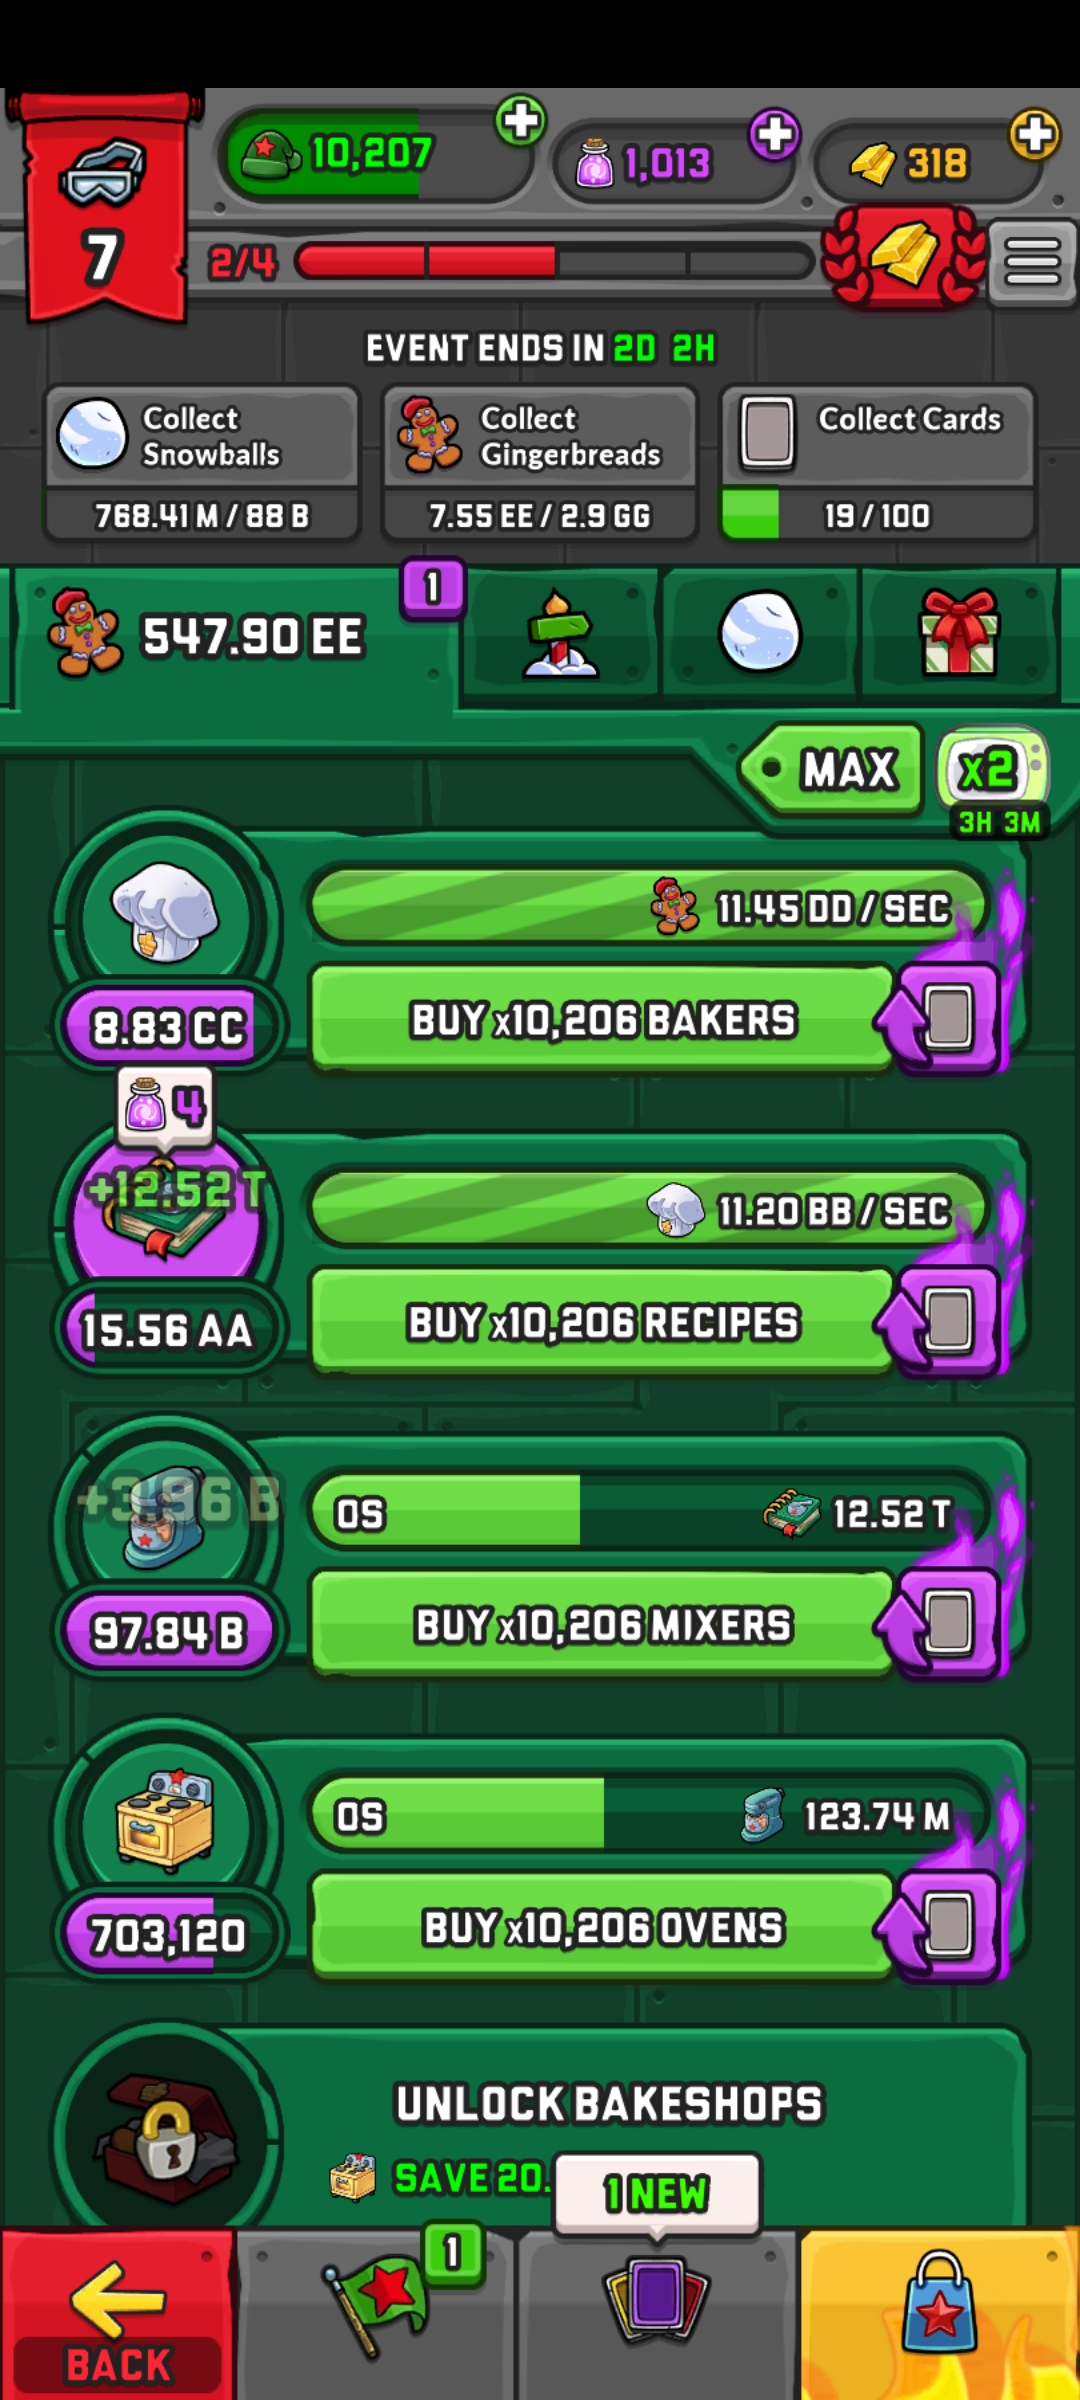 10,207
1,013
318
7
2/4
EVENT ENDS IN 2D 2H
Collect Snowballs
768.41 M / 88 B
Collect Gingerbreads
7.55 EE / 2.9 GG
Collect Cards
19 / 100
547.90 EE
1
MAX
x2
3H 3M
11.45 DD / SEC
8.83 CC
BUY x10,206 BAKERS
4
+12.52 T
11.20 BB / SEC
15.56 AA
BUY x10,206 RECIPES
+3.96 B
0S
12.52 T
97.84 B
BUY x10,206 MIXERS
0S
123.74 M
703,120
BUY x10,206 OVENS
UNLOCK BAKESHOPS
SAVE 20.
1 NEW
1
BACK